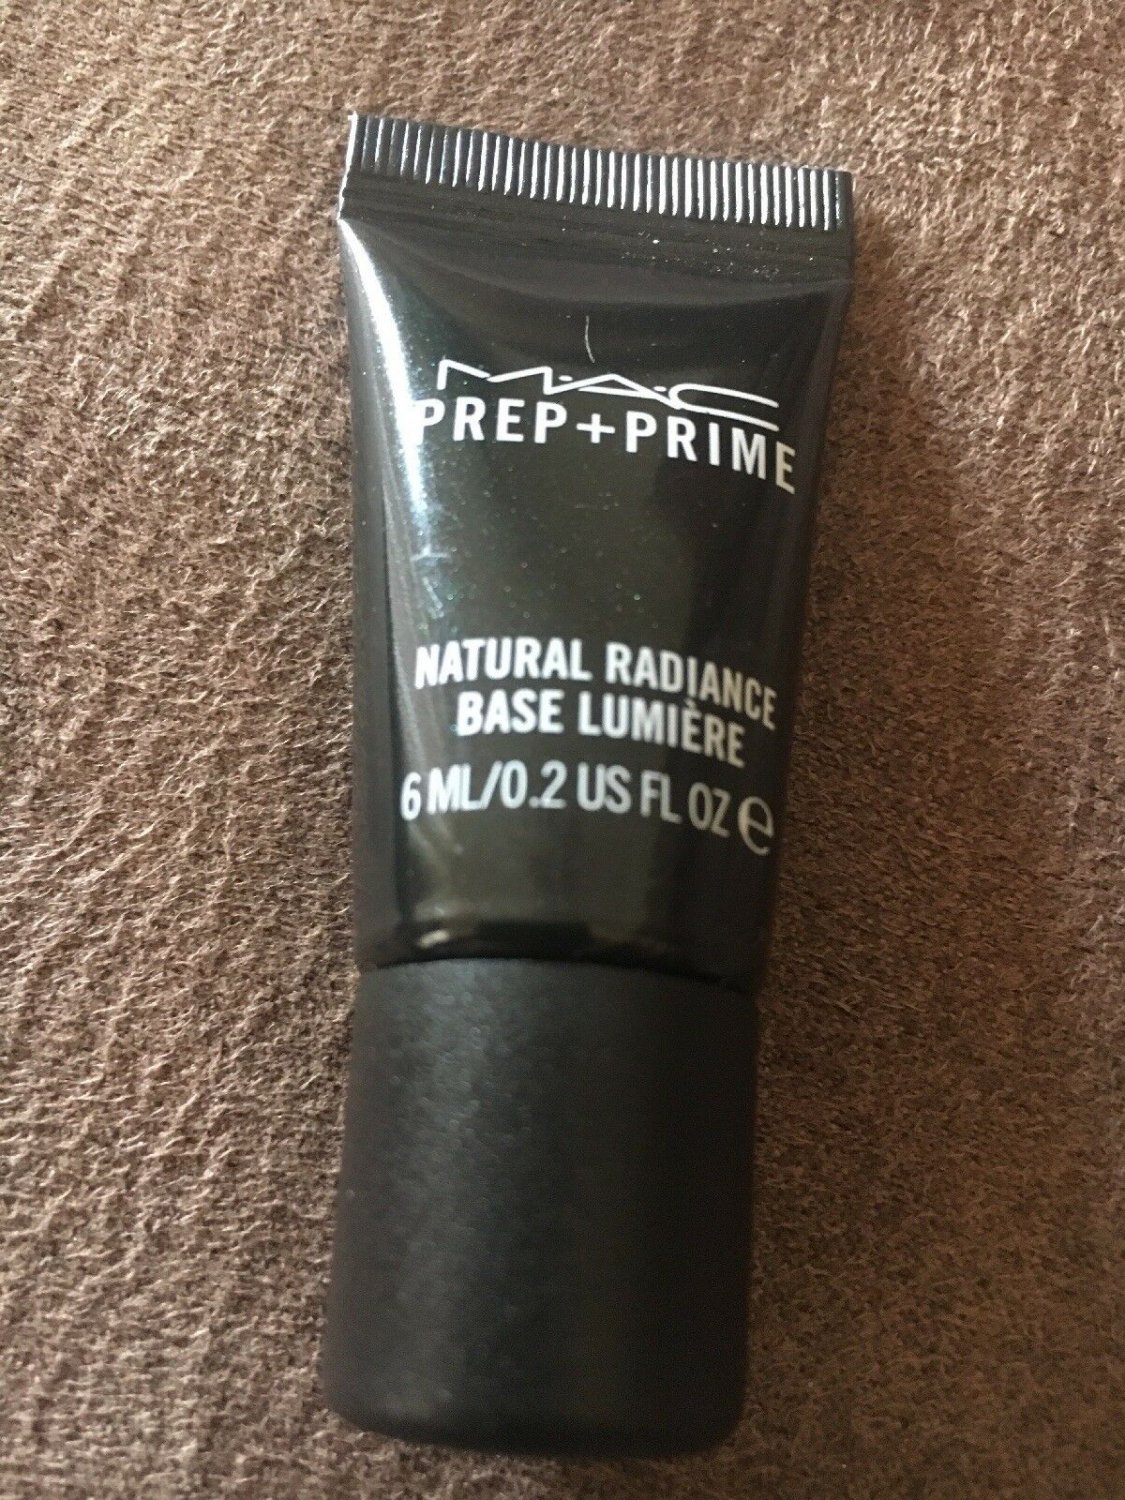 M·A·C
PREP+PRIME
NATURAL RADIANCE
BASE LUMIÈRE
6 ML/0.2 US FL OZ ℮